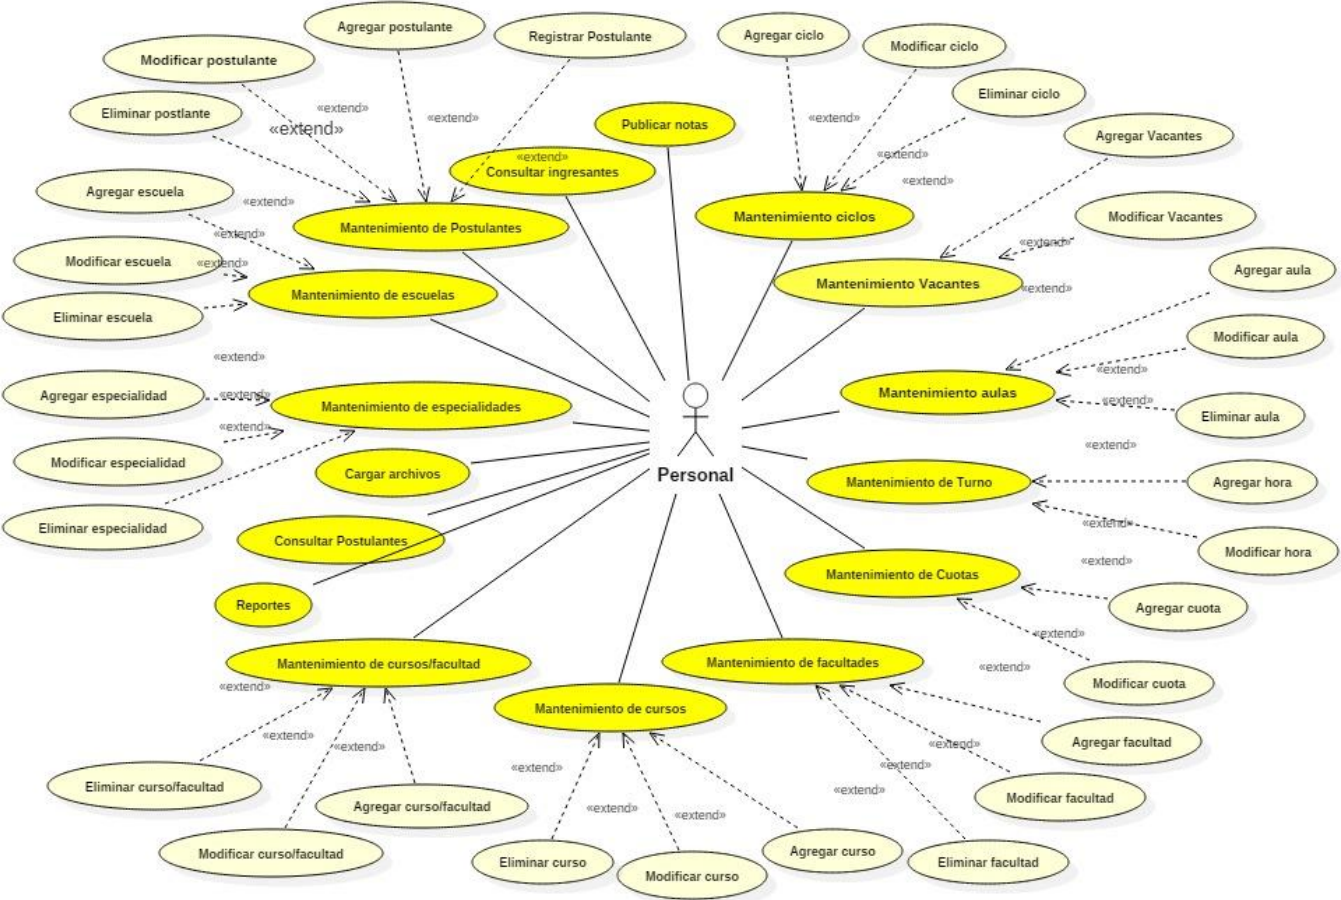 Agregar postulante
Registrar Postulante
Agregar ciclo
Modificar ciclo
Modificar postulante
Eliminar ciclo
Eliminar postlante
«extend»
«extend»
«extend»
«extend»
Publicar notas
Agregar Vacantes
«extend»
Consultar ingresantes
«extend»
«extend»
Agregar escuela
«extend»
Mantenimiento de Postulantes
Mantenimiento ciclos
Modificar Vacantes
«extend»
«extend»
Modificar escuela
«extend»
Agregar aula
Mantenimiento de escuelas
Mantenimiento Vacantes
«extend»
Eliminar escuela
Modificar aula
«extend»
«extend»
Agregar especialidad
«extend»
Mantenimiento de especialidades
Mantenimiento aulas
«extend»
Eliminar aula
«extend»
«extend»
Modificar especialidad
Cargar archivos
Personal
Mantenimiento de Turno
Agregar hora
Eliminar especialidad
«extend»
Consultar Postulantes
Modificar hora
«extend»
Mantenimiento de Cuotas
Reportes
Agregar cuota
«extend»
Mantenimiento de cursos/facultad
Mantenimiento de facultades
«extend»
Modificar cuota
«extend»
Mantenimiento de cursos
«extend»
«extend»
«extend»
Agregar facultad
«extend»
«extend»
Eliminar curso/facultad
«extend»
Modificar facultad
Agregar curso/facultad
«extend»
«extend»
Modificar curso/facultad
Eliminar curso
Agregar curso
Eliminar facultad
Modificar curso